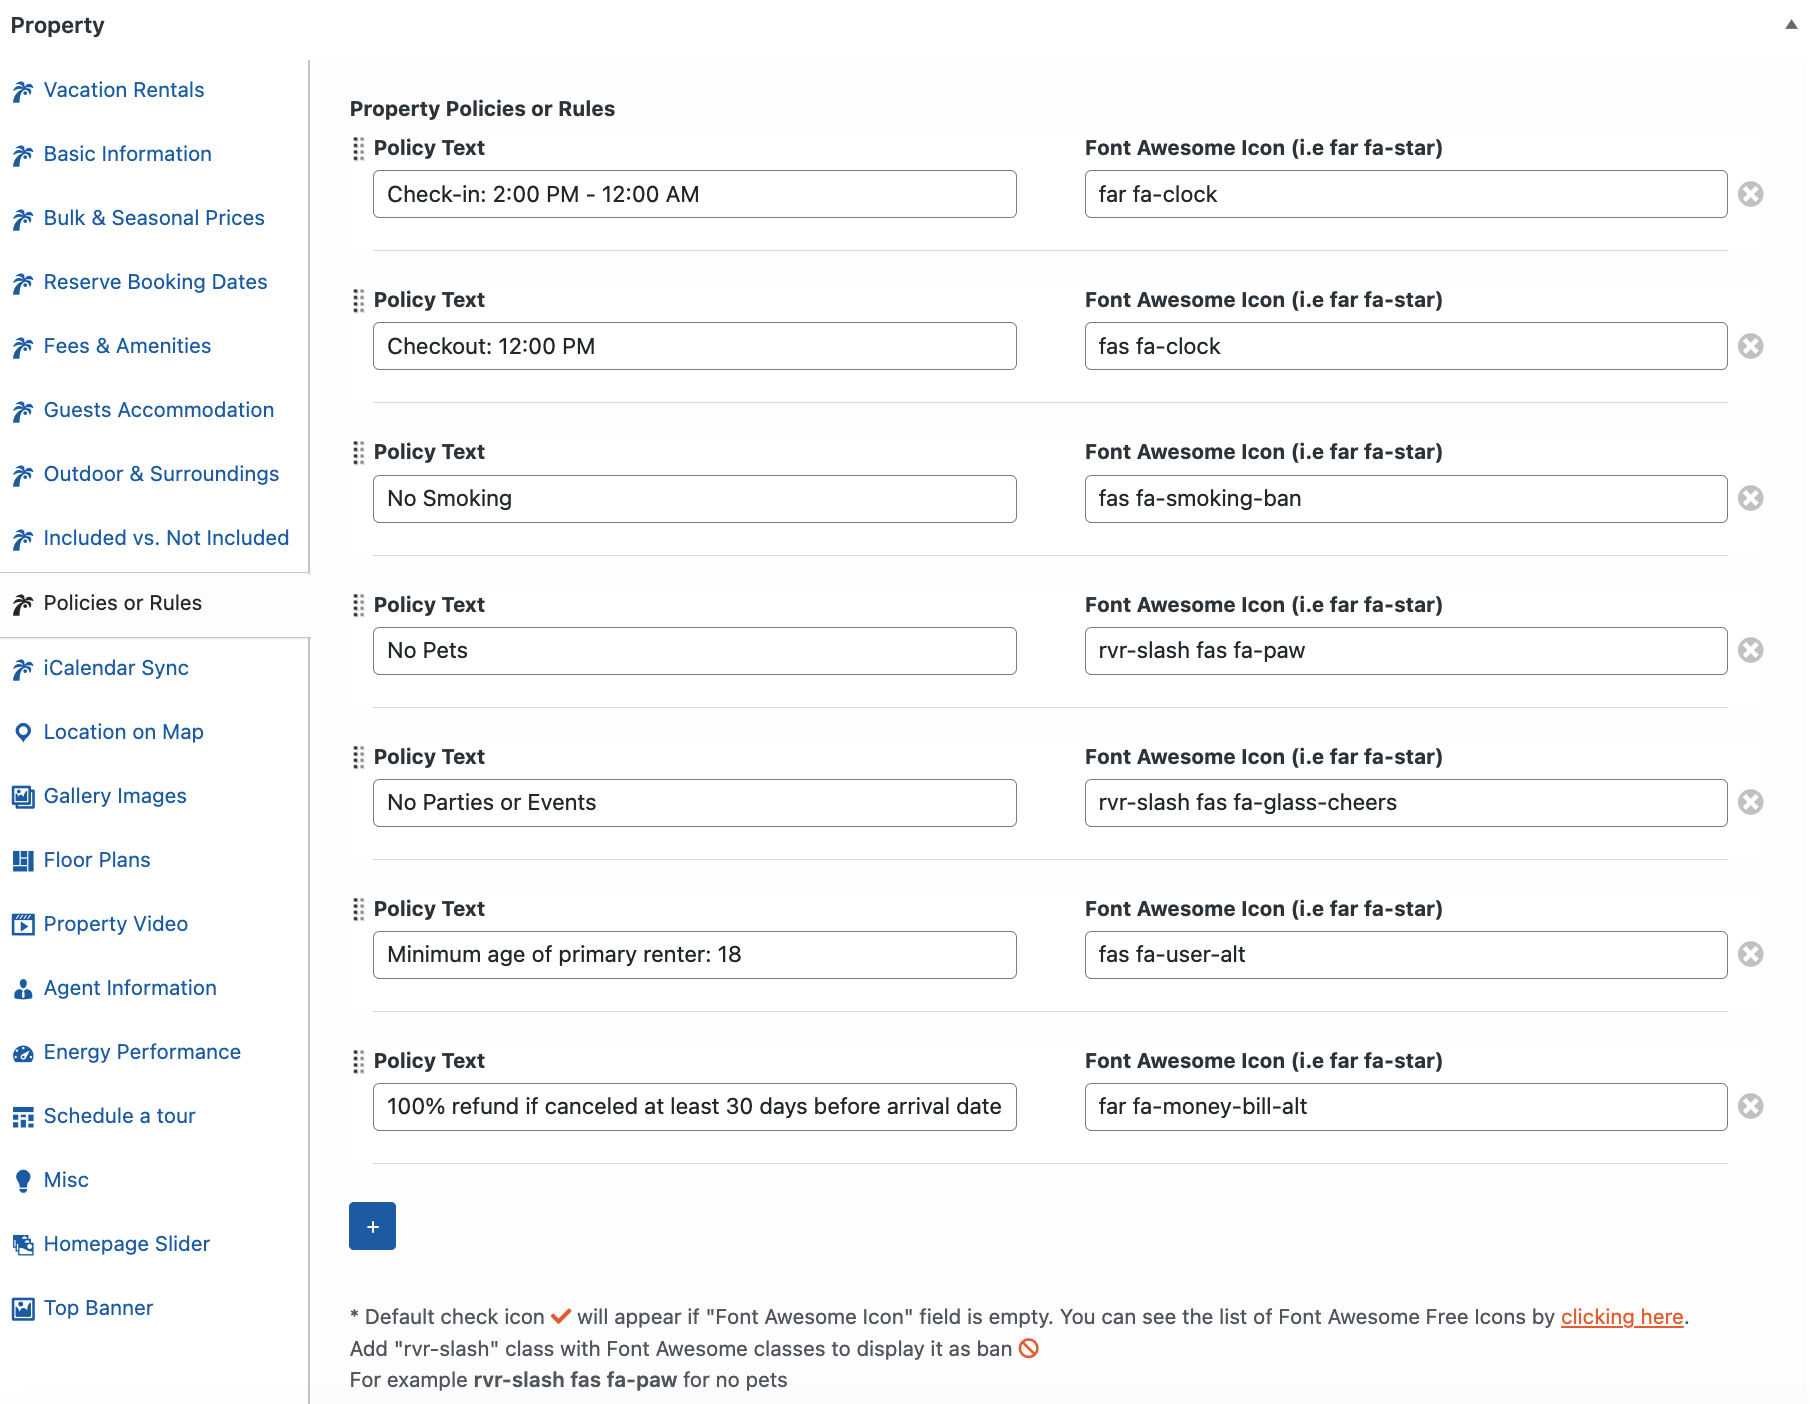 Property
Vacation Rentals
Basic Information
Bulk & Seasonal Prices
Reserve Booking Dates
Fees & Amenities
Guests Accommodation
Outdoor & Surroundings
Included vs. Not Included
Policies or Rules
iCalendar Sync
Location on Map
Gallery Images
Floor Plans
Property Video
Agent Information
Energy Performance
Schedule a tour
Misc
Homepage Slider
Top Banner
Property Policies or Rules
Policy Text
Font Awesome Icon (i.e far fa-star)
Check-in: 2:00 PM - 12:00 AM
far fa-clock
Policy Text
Font Awesome Icon (i.e far fa-star)
Checkout: 12:00 PM
fas fa-clock
Policy Text
Font Awesome Icon (i.e far fa-star)
No Smoking
fas fa-smoking-ban
Policy Text
Font Awesome Icon (i.e far fa-star)
No Pets
rvr-slash fas fa-paw
Policy Text
Font Awesome Icon (i.e far fa-star)
No Parties or Events
rvr-slash fas fa-glass-cheers
Policy Text
Font Awesome Icon (i.e far fa-star)
Minimum age of primary renter: 18
fas fa-user-alt
Policy Text
Font Awesome Icon (i.e far fa-star)
100% refund if canceled at least 30 days before arrival date
far fa-money-bill-alt
+
* Default check icon will appear if "Font Awesome Icon" field is empty. You can see the list of Font Awesome Free Icons by clicking here.
Add "rvr-slash" class with Font Awesome classes to display it as ban
For example rvr-slash fas fa-paw for no pets